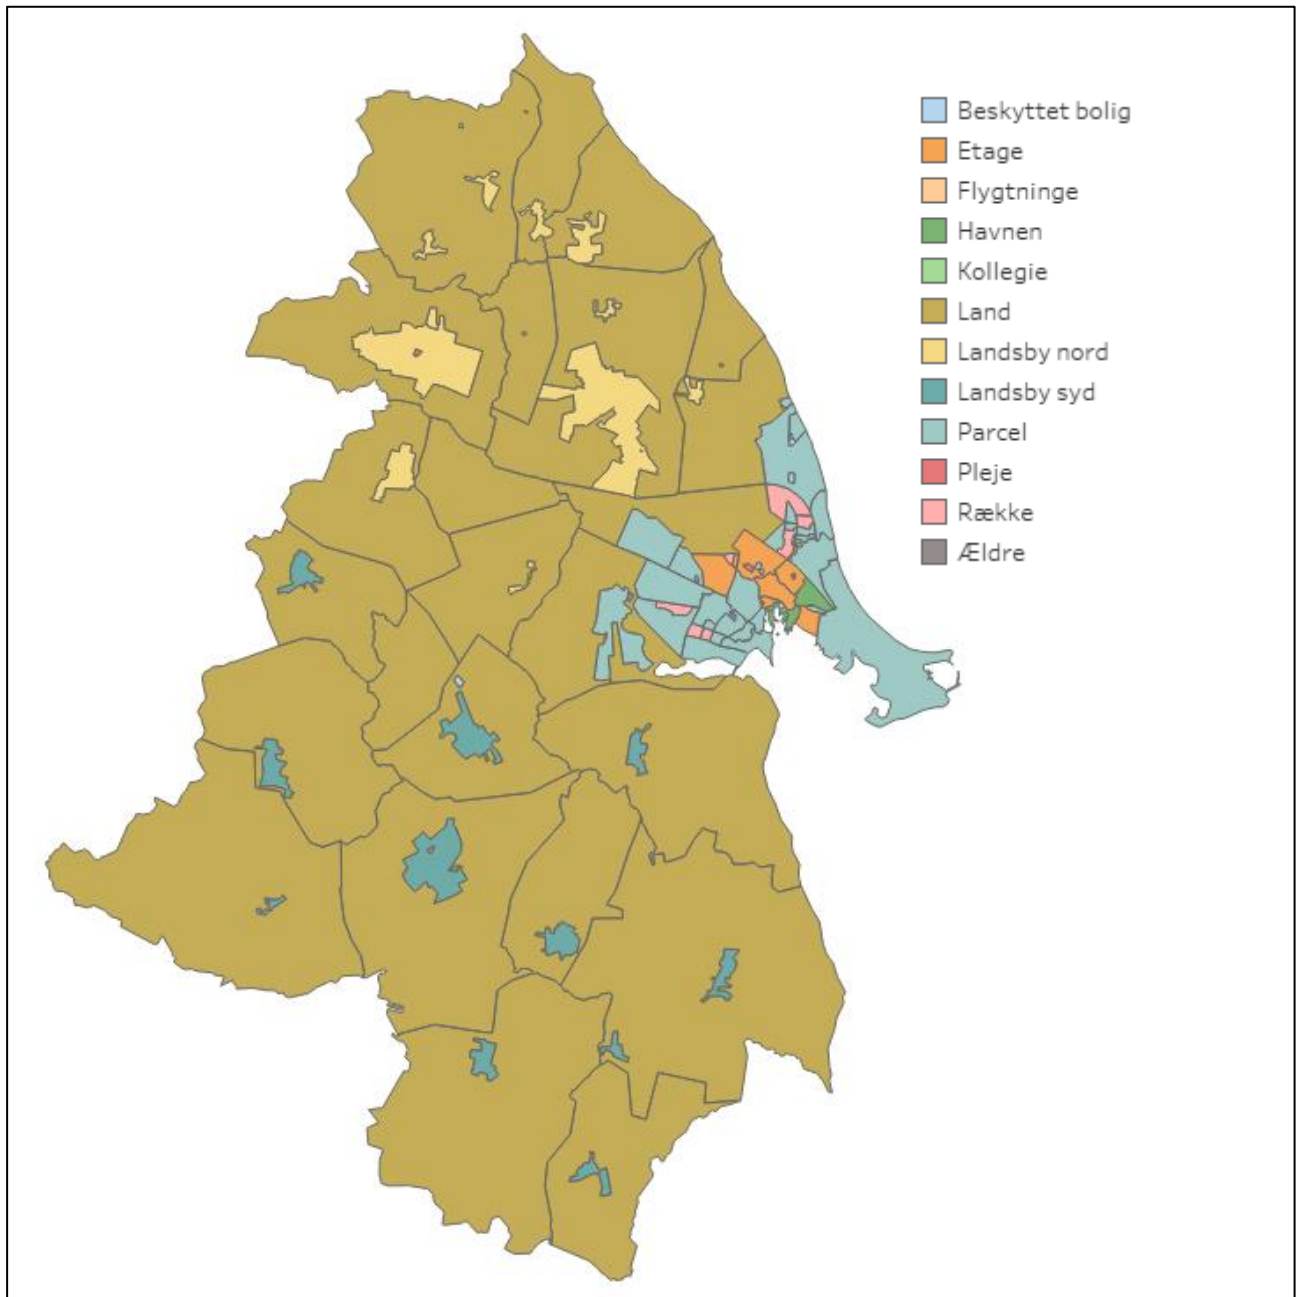 Beskyttet bolig
Etage
Flygtninge
Havnen
Kollegie
Land
Landsby nord
Landsby syd
Parcel
Pleje
Række
Ældre